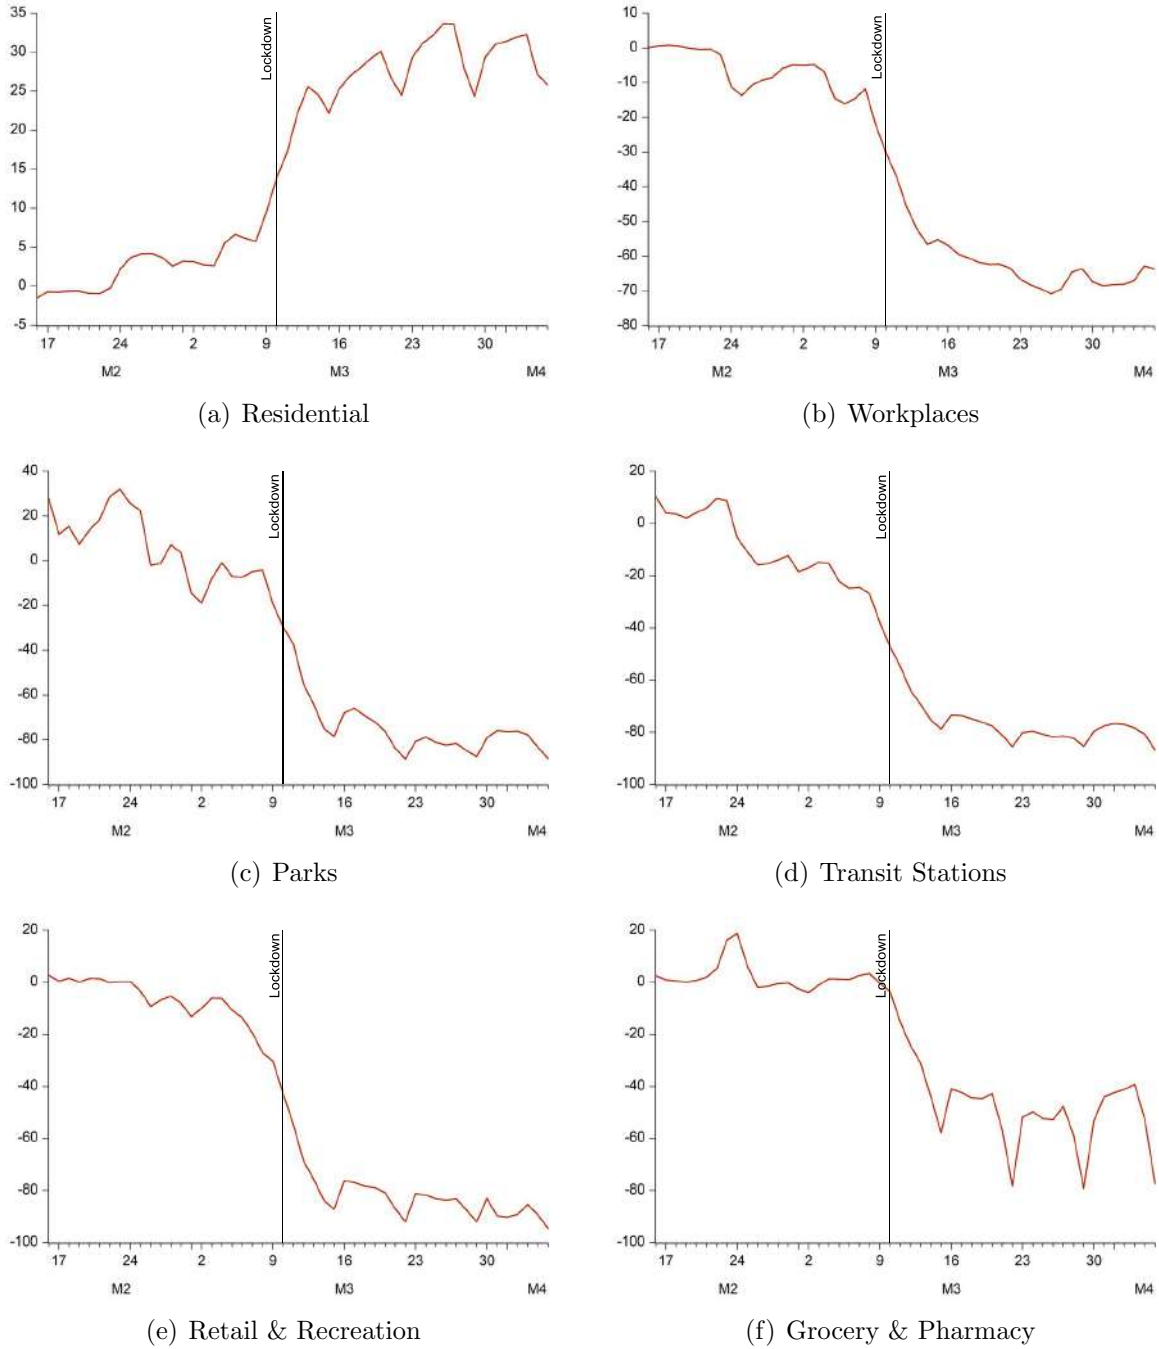 35
30
25
20
15
10
5
0
-5
Lockdown
17 24 2 9 16 23 30
M2 M3 M4
(a) Residential
10
0
-10
-20
-30
-40
-50
-60
-70
-80
Lockdown
17 24 2 9 16 23 30
M2 M3 M4
(b) Workplaces
40
20
0
-20
-40
-60
-80
-100
Lockdown
17 24 2 9 16 23 30
M2 M3 M4
(c) Parks
20
0
-20
-40
-60
-80
-100
Lockdown
17 24 2 9 16 23 30
M2 M3 M4
(d) Transit Stations
20
0
-20
-40
-60
-80
-100
Lockdown
17 24 2 9 16 23 30
M2 M3 M4
(e) Retail & Recreation
20
0
-20
-40
-60
-80
-100
Lockdown
17 24 2 9 16 23 30
M2 M3 M4
(f) Grocery & Pharmacy